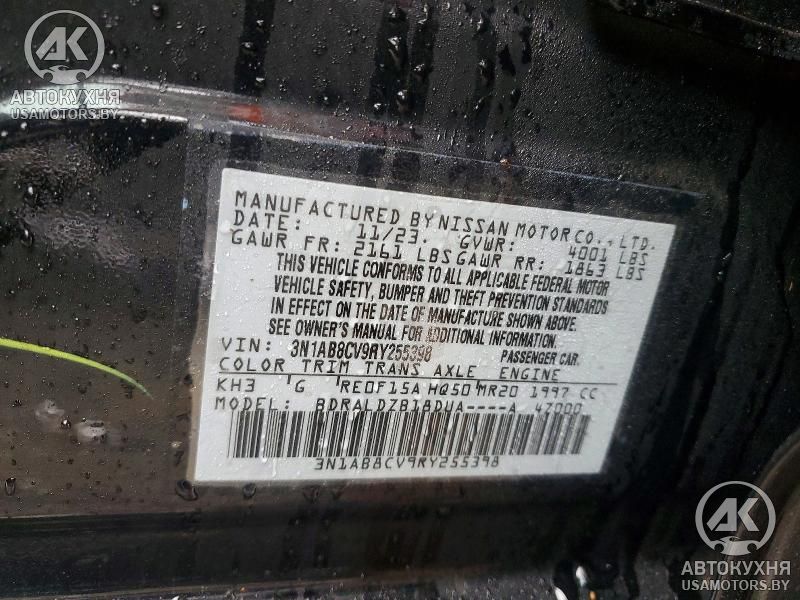 AK
АВТОКУХНЯ
USAMOTORS.BY
MANUFACTURED BY NISSAN MOTOR CO., LTD.
DATE: 11/23. GVWR: 4001 LBS
GAWR FR: 2161 LBS GAWR RR: 1863 LBS
THIS VEHICLE CONFORMS TO ALL APPLICABLE FEDERAL MOTOR
VEHICLE SAFETY, BUMPER AND THEFT PREVENTION STANDARDS
IN EFFECT ON THE DATE OF MANUFACTURE SHOWN ABOVE.
SEE OWNER'S MANUAL FOR ADDITIONAL INFORMATION.
VIN: 3N1AB8CV9RY255398 PASSENGER CAR.
COLOR TRIM TRANS AXLE ENGINE
KH3 G RE0F15A HQ50 MR20 1997 CC
MODEL: BDRALDZB18DUA----A 47000
3N1AB8CV9RY255398
AK
АВТОКУХНЯ
USAMOTORS.BY